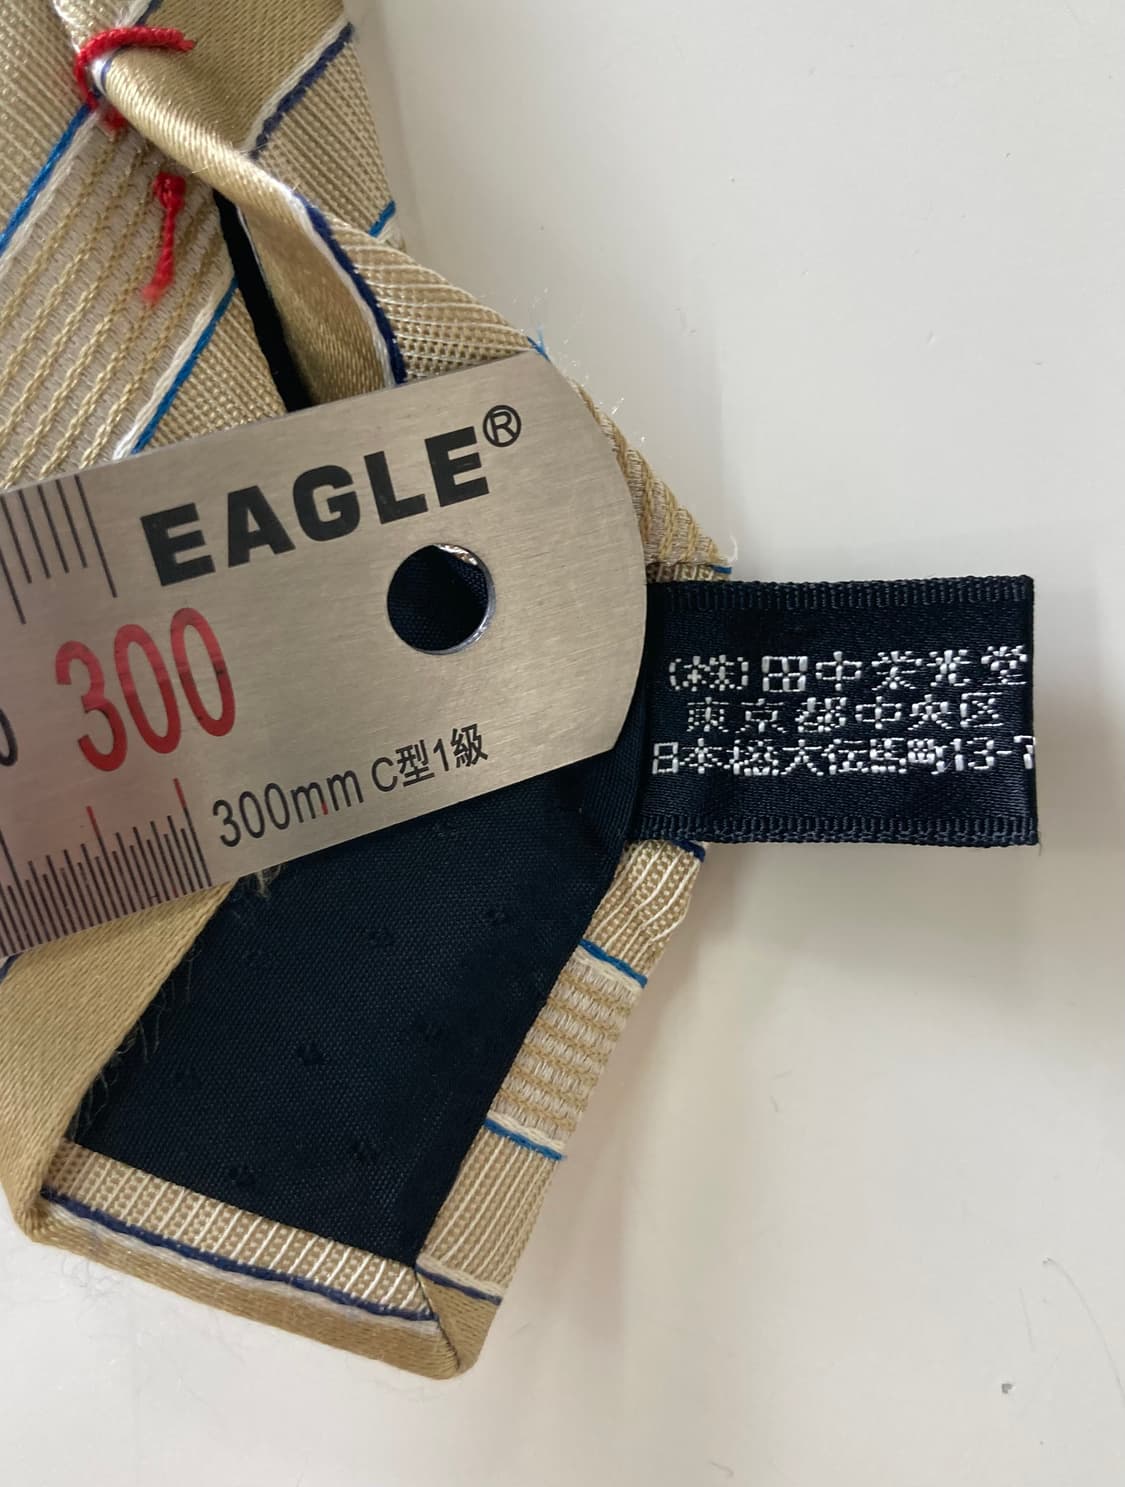 EAGLE®
300
300mm C型1級
(株)田中栄光堂
東京都中央区
日本橋大伝馬町13-7